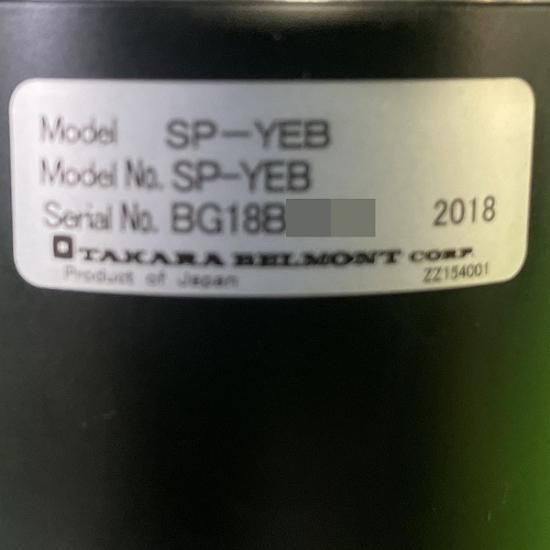 Model SP-YEB
Model No. SP-YEB
Serial No. BG18B 2018
TAKARA BELMONT CORP.
Product of Japan ZZ154001